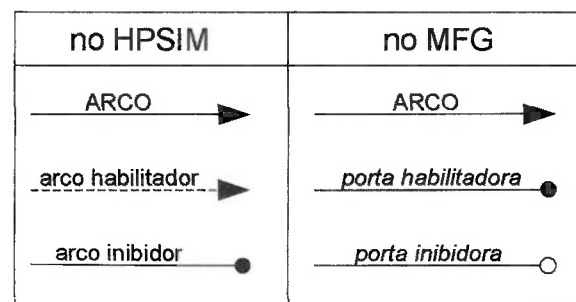 no HPSIM
no MFG
ARCO
ARCO
arco habilitador
porta habilitadora
arco inibidor
porta inibidora